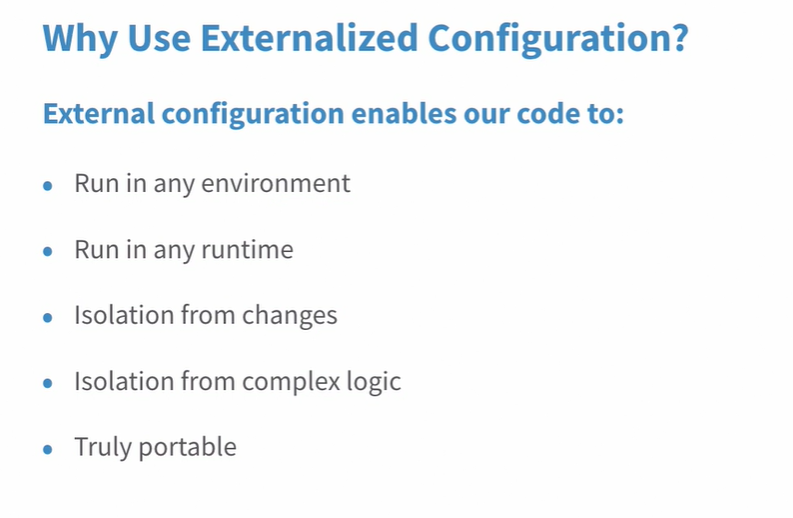 Why Use Externalized Configuration?
External configuration enables our code to:
• Run in any environment
• Run in any runtime
• Isolation from changes
• Isolation from complex logic
• Truly portable